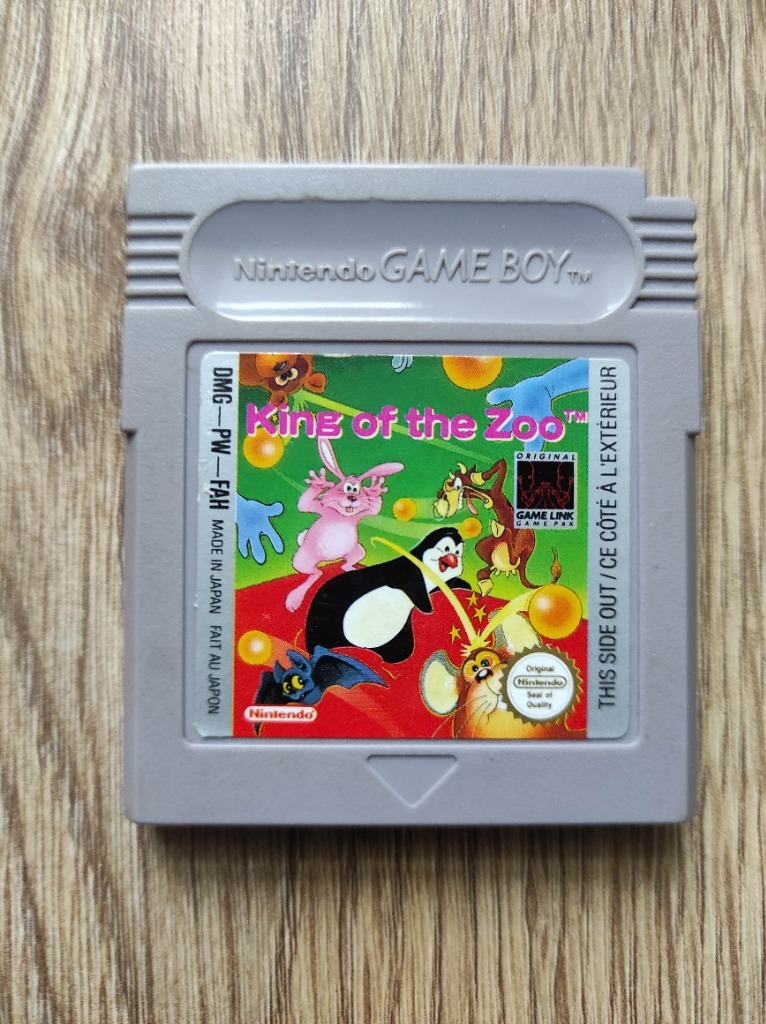 Nintendo GAME BOY TM
King of the Zoo™
ORIGINAL
GAME LINK
GAME PAK
DMG—PW—FAH MADE IN JAPAN FAIT AU JAPON
THIS SIDE OUT / CE CÔTÉ À L'EXTÉRIEUR
Original
Nintendo
Seal of
Quality
Nintendo